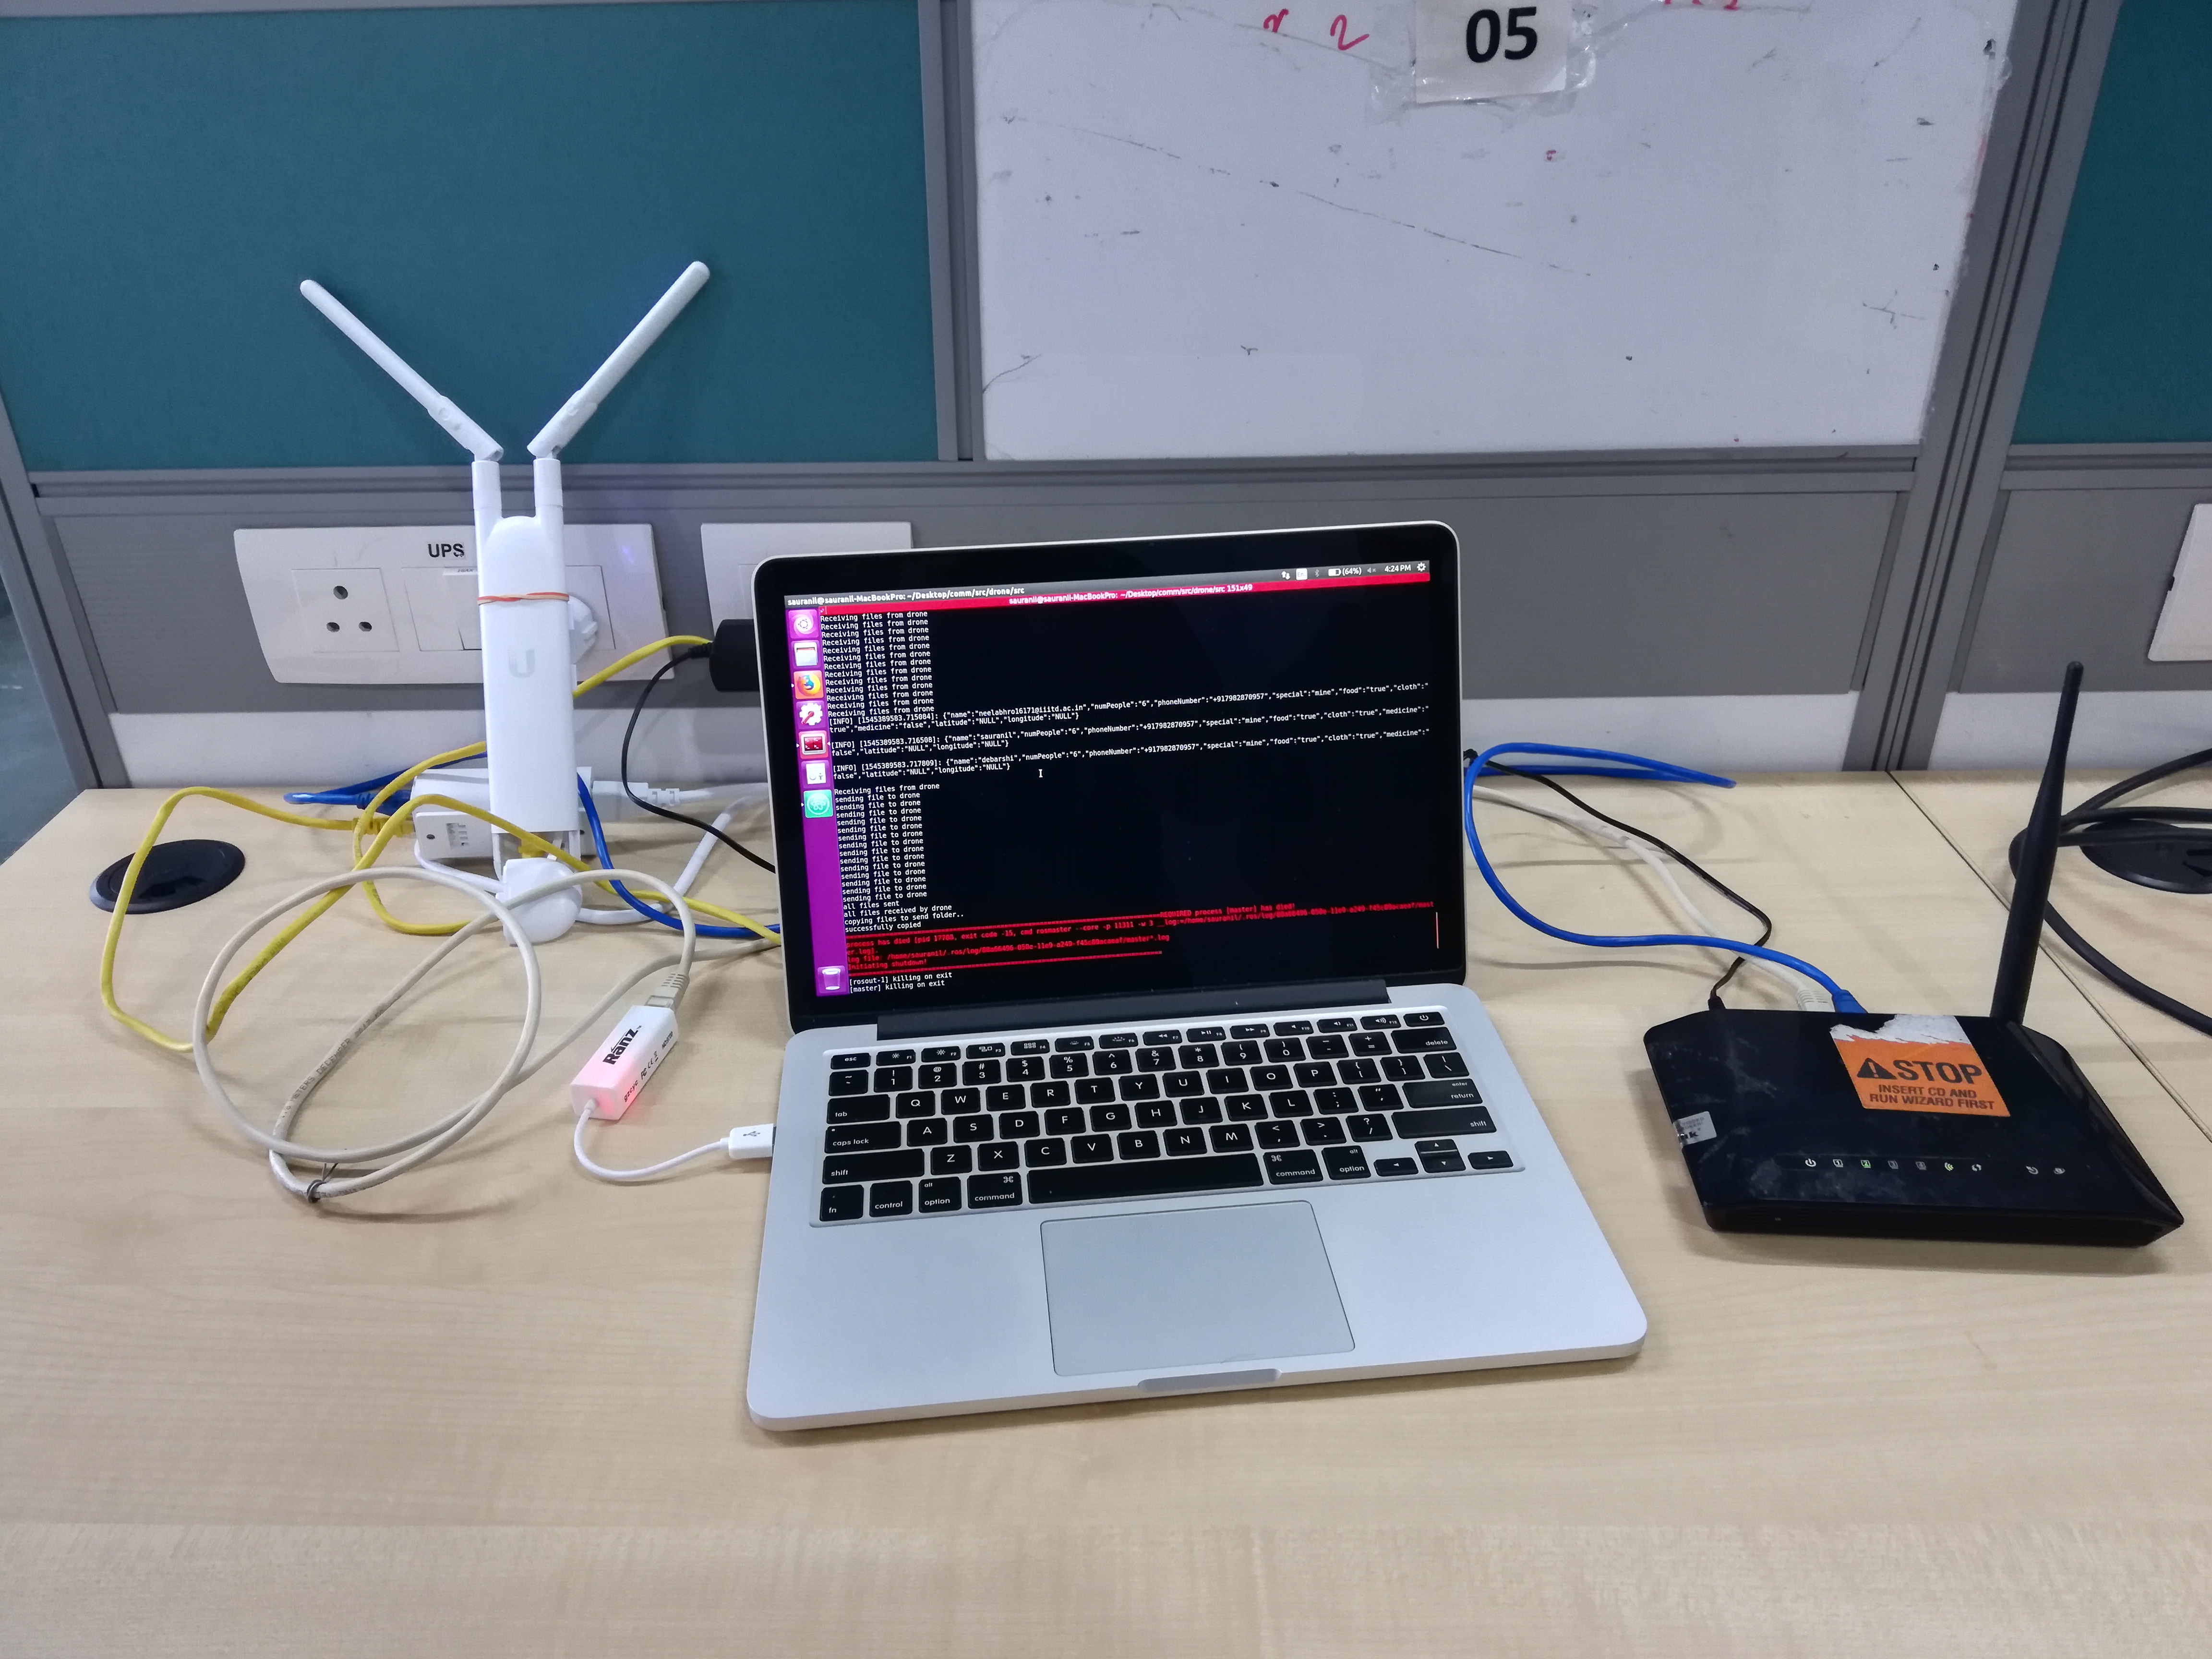 05
UPS
sauranil@sauranil-MacBookPro: ~/Desktop/comm/src/drone/src
(64%) 4:24 PM
sauranil@sauranil-MacBookPro: ~/Desktop/comm/src/drone/src 151x49
Receiving files from drone
Receiving files from drone
Receiving files from drone
Receiving files from drone
Receiving files from drone
Receiving files from drone
Receiving files from drone
Receiving files from drone
Receiving files from drone
Receiving files from drone
Receiving files from drone
Receiving files from drone
Receiving files from drone
[INFO] [1545389583.715084]: {"name":"neelabhro16171@iiitd.ac.in","numPeople":"6","phoneNumber":"+917982870957","special":"mine","food":"true","cloth":"
true","medicine":"false","latitude":"NULL","longitude":"NULL"}
[INFO] [1545389583.716508]: {"name":"sauranil","numPeople":"6","phoneNumber":"+917982870957","special":"mine","food":"true","cloth":"true","medicine":"
false","latitude":"NULL","longitude":"NULL"}
[INFO] [1545389583.717809]: {"name":"debarshi","numPeople":"6","phoneNumber":"+917982870957","special":"mine","food":"true","cloth":"true","medicine":"
false","latitude":"NULL","longitude":"NULL"}
Receiving files from drone
sending file to drone
sending file to drone
sending file to drone
sending file to drone
sending file to drone
sending file to drone
sending file to drone
sending file to drone
sending file to drone
sending file to drone
sending file to drone
sending file to drone
sending file to drone
sending file to drone
all files sent
all files received by drone
copying files to send folder..
successfully copied
REQUIRED process [master] has died!
process has died [pid 17788, exit code -15, cmd rosmaster --core -p 11311 -w 3
er.log].
log file: /home/sauranil/.ros/log/
Initiating shutdown!
[rosout-1] killing on exit
[master] killing on exit
RanZ
STOP
INSERT CD AND
RUN WIZARD FIRST
esc F1 F2 F3 F4 F5 F6 F7 F8 F9 F10 F11 F12
~ ! 1 @ 2 # 3 $ 4 % 5 ^ 6 & 7 * 8 ( 9 ) 0 _ - + = delete
tab Q W E R T Y U I O P { [ } ] | \
caps lock A S D F G H J K L : ; " ' enter return
shift Z X C V B N M < , > . ? / shift
fn control alt option ⌘ command ⌘ command alt option